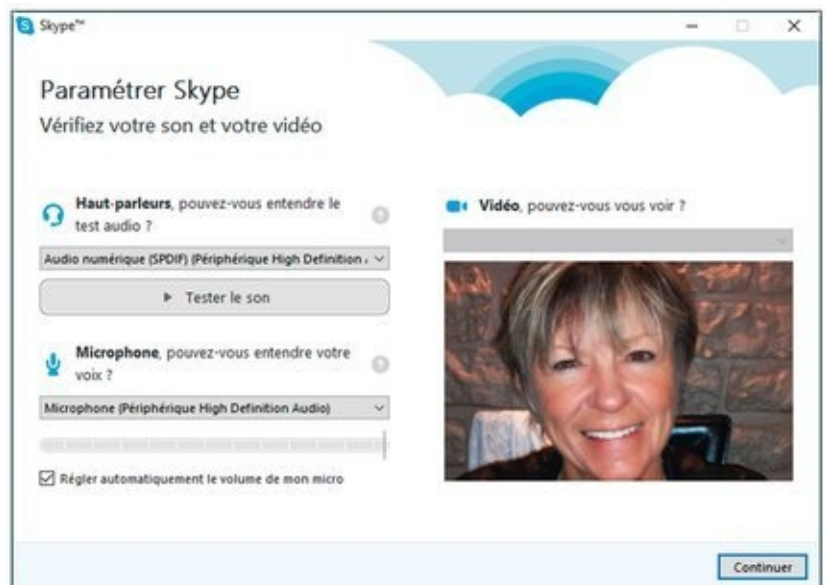 Skype™
Paramétrer Skype
Vérifiez votre son et votre vidéo
Haut-parleurs, pouvez-vous entendre le
test audio ?
?
Audio numérique (SPDIF) (Périphérique High Definition
Tester le son
Microphone, pouvez-vous entendre votre
voix ?
?
Microphone (Périphérique High Definition Audio)
Régler automatiquement le volume de mon micro
Vidéo, pouvez-vous vous voir ?
Continuer